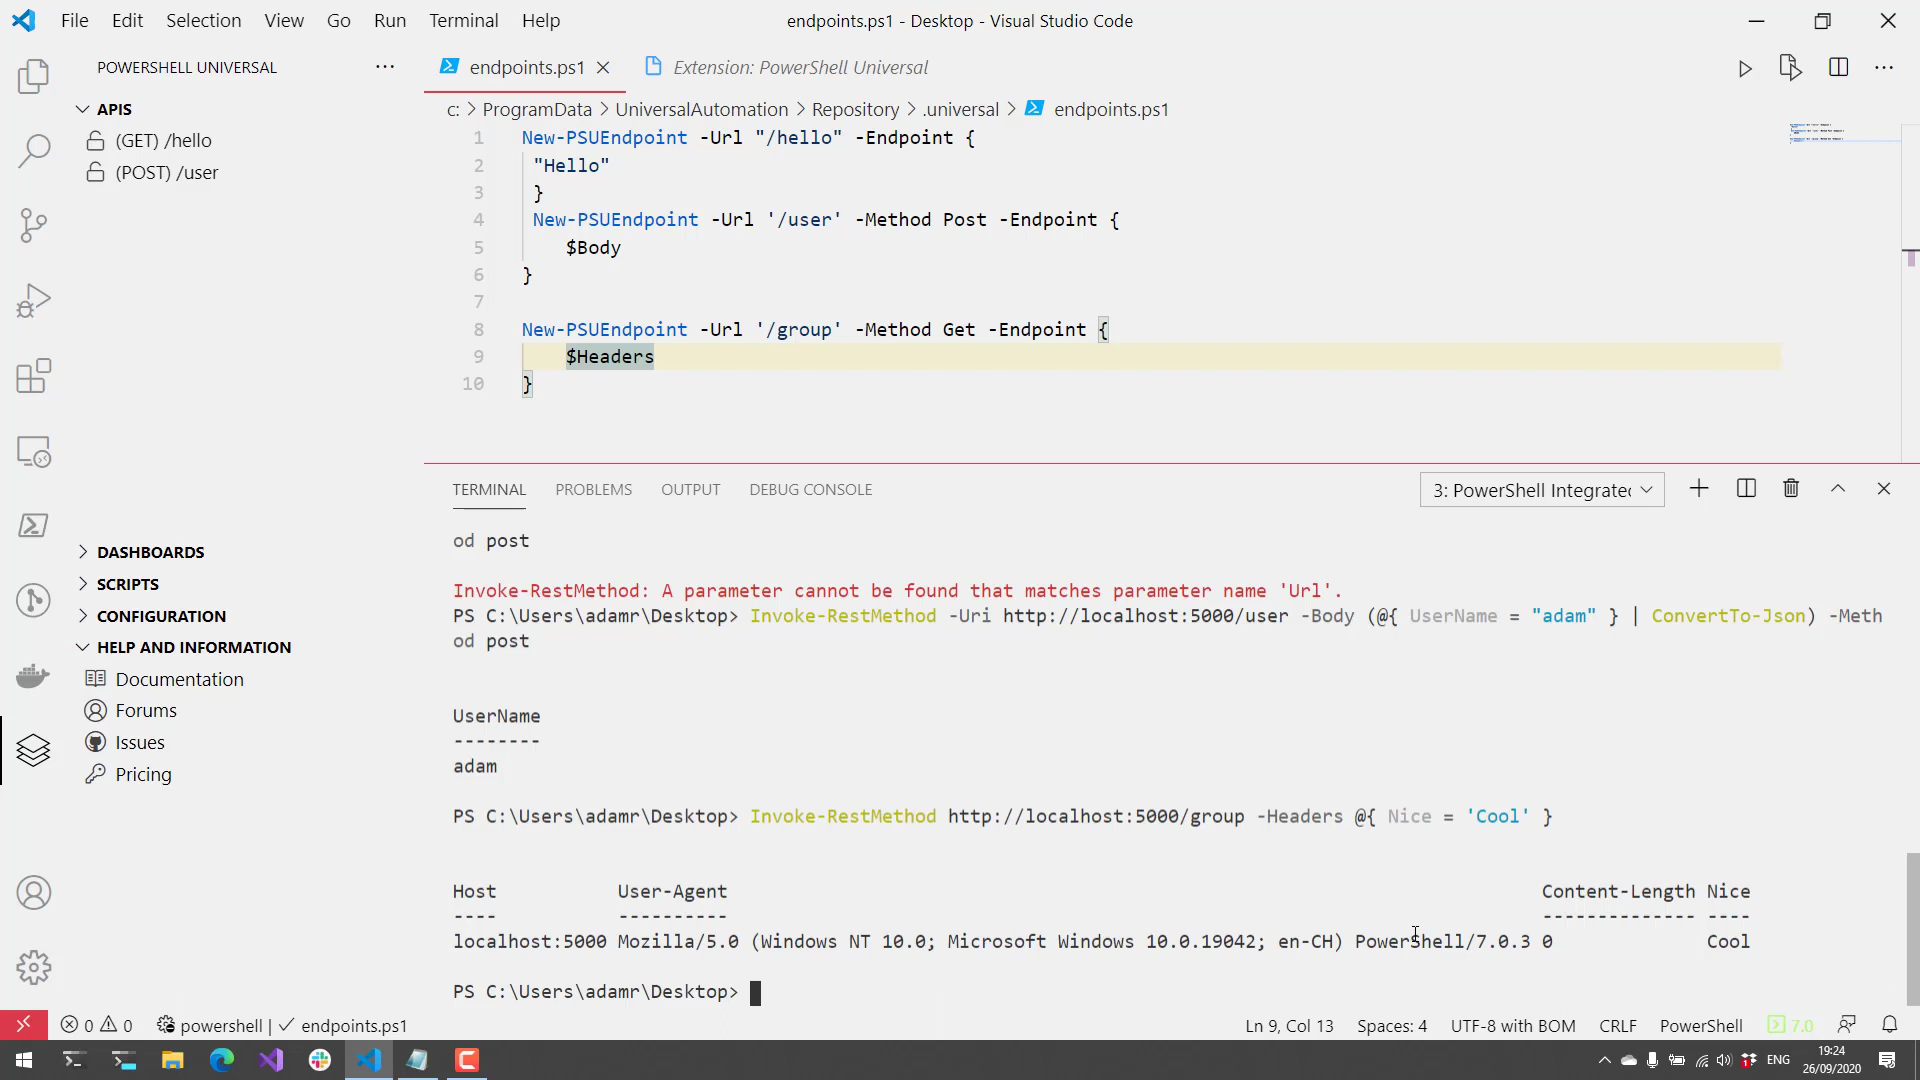 File Edit Selection View Go Run Terminal Help
endpoints.ps1 - Desktop - Visual Studio Code
POWERSHELL UNIVERSAL
APIS
(GET) /hello
(POST) /user
DASHBOARDS
SCRIPTS
CONFIGURATION
HELP AND INFORMATION
Documentation
Forums
Issues
Pricing
endpoints.ps1
Extension: PowerShell Universal
c: > ProgramData > UniversalAutomation > Repository > .universal > endpoints.ps1
1 New-PSUEndpoint -Url "/hello" -Endpoint {
2 "Hello"
3 }
4 New-PSUEndpoint -Url '/user' -Method Post -Endpoint {
5 $Body
6 }
7
8 New-PSUEndpoint -Url '/group' -Method Get -Endpoint {
9 $Headers
10 }
TERMINAL PROBLEMS OUTPUT DEBUG CONSOLE
3: PowerShell Integrated
od post
Invoke-RestMethod: A parameter cannot be found that matches parameter name 'Url'.
PS C:\Users\adamr\Desktop> Invoke-RestMethod -Uri http://localhost:5000/user -Body (@{ UserName = "adam" } | ConvertTo-Json) -Meth
od post
UserName
--------
adam
PS C:\Users\adamr\Desktop> Invoke-RestMethod http://localhost:5000/group -Headers @{ Nice = 'Cool' }
Host User-Agent Content-Length Nice
---- ---------- -------------- ----
localhost:5000 Mozilla/5.0 (Windows NT 10.0; Microsoft Windows 10.0.19042; en-CH) PowerShell/7.0.3 0 Cool
PS C:\Users\adamr\Desktop>
0 0 powershell | endpoints.ps1
Ln 9, Col 13 Spaces: 4 UTF-8 with BOM CRLF PowerShell 7.0
ENG
19:24
26/09/2020